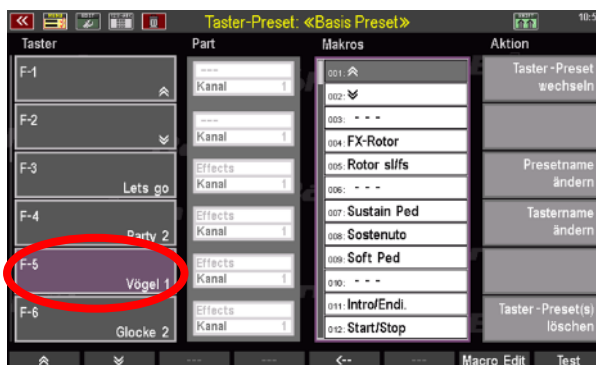 Taster-Preset: «Basis Preset»
10:5
Taster
Part
Makros
Aktion
F-1
F-2
F-3
Lets go
F-4
Party 2
F-5
Vögel 1
F-6
Glocke 2
---
Kanal 1
---
Kanal 1
Effects
Kanal 1
Effects
Kanal 1
Effects
Kanal 1
Effects
Kanal 1
001:
002:
003: - - -
004: FX-Rotor
005: Rotor sl/fs
006: - - -
007: Sustain Ped
008: Sostenuto
009: Soft Ped
010: - - -
011: Intro/Endi.
012: Start/Stop
Taster-Preset
wechseln
Presetname
ändern
Tastername
ändern
Taster-Preset(s)
löschen
--- --- <-- --- Macro Edit Test